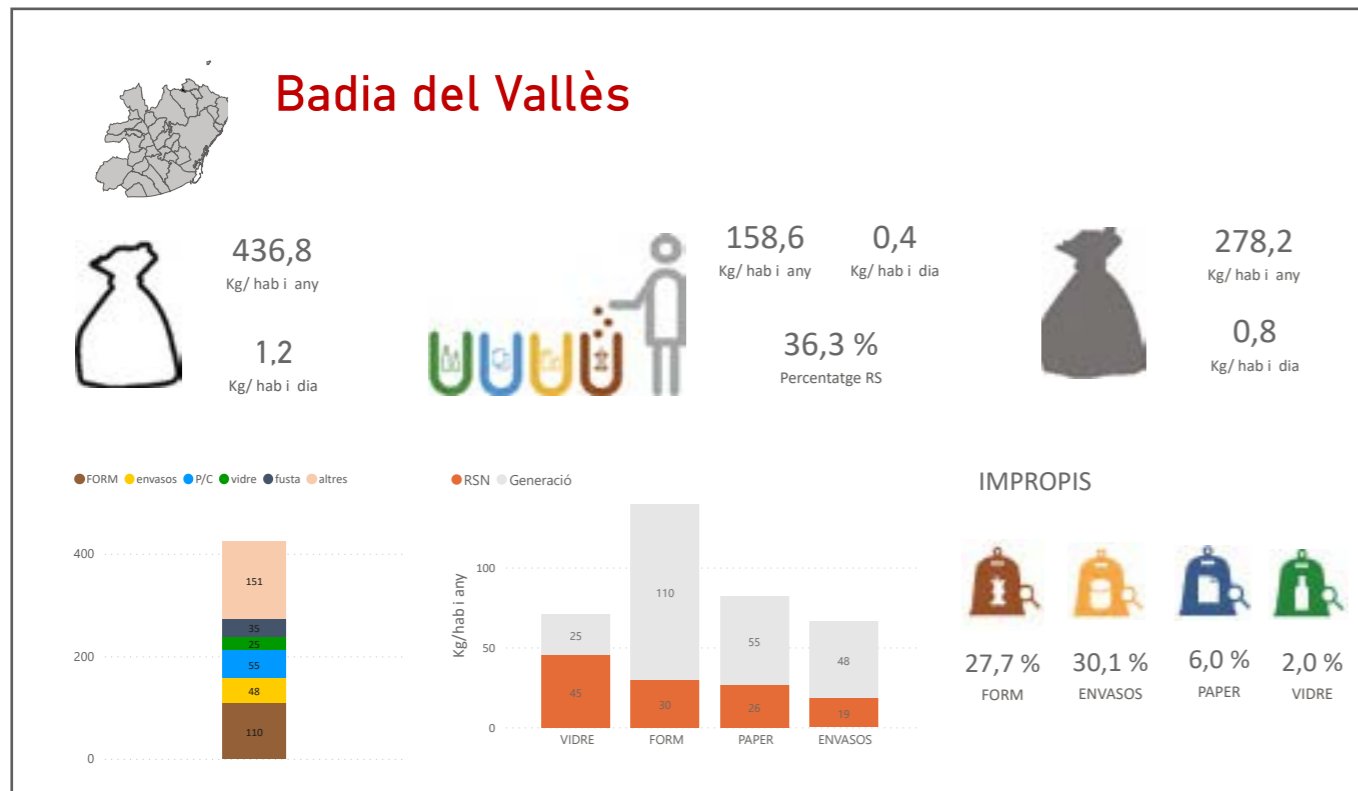 Badia del Vallès
436,8
Kg/ hab i any
1,2
Kg/ hab i dia
158,6
Kg/ hab i any
0,4
Kg/ hab i dia
36,3 %
Percentatge RS
278,2
Kg/ hab i any
0,8
Kg/ hab i dia
FORM envasos P/C vidre fusta altres
400
200
0
151
35
25
55
48
110
RSN Generació
Kg/hab i any
100
50
0
25
45
110
30
55
26
48
19
VIDRE FORM PAPER ENVASOS
IMPROPIS
27,7 % 30,1 % 6,0 % 2,0 %
FORM ENVASOS PAPER VIDRE